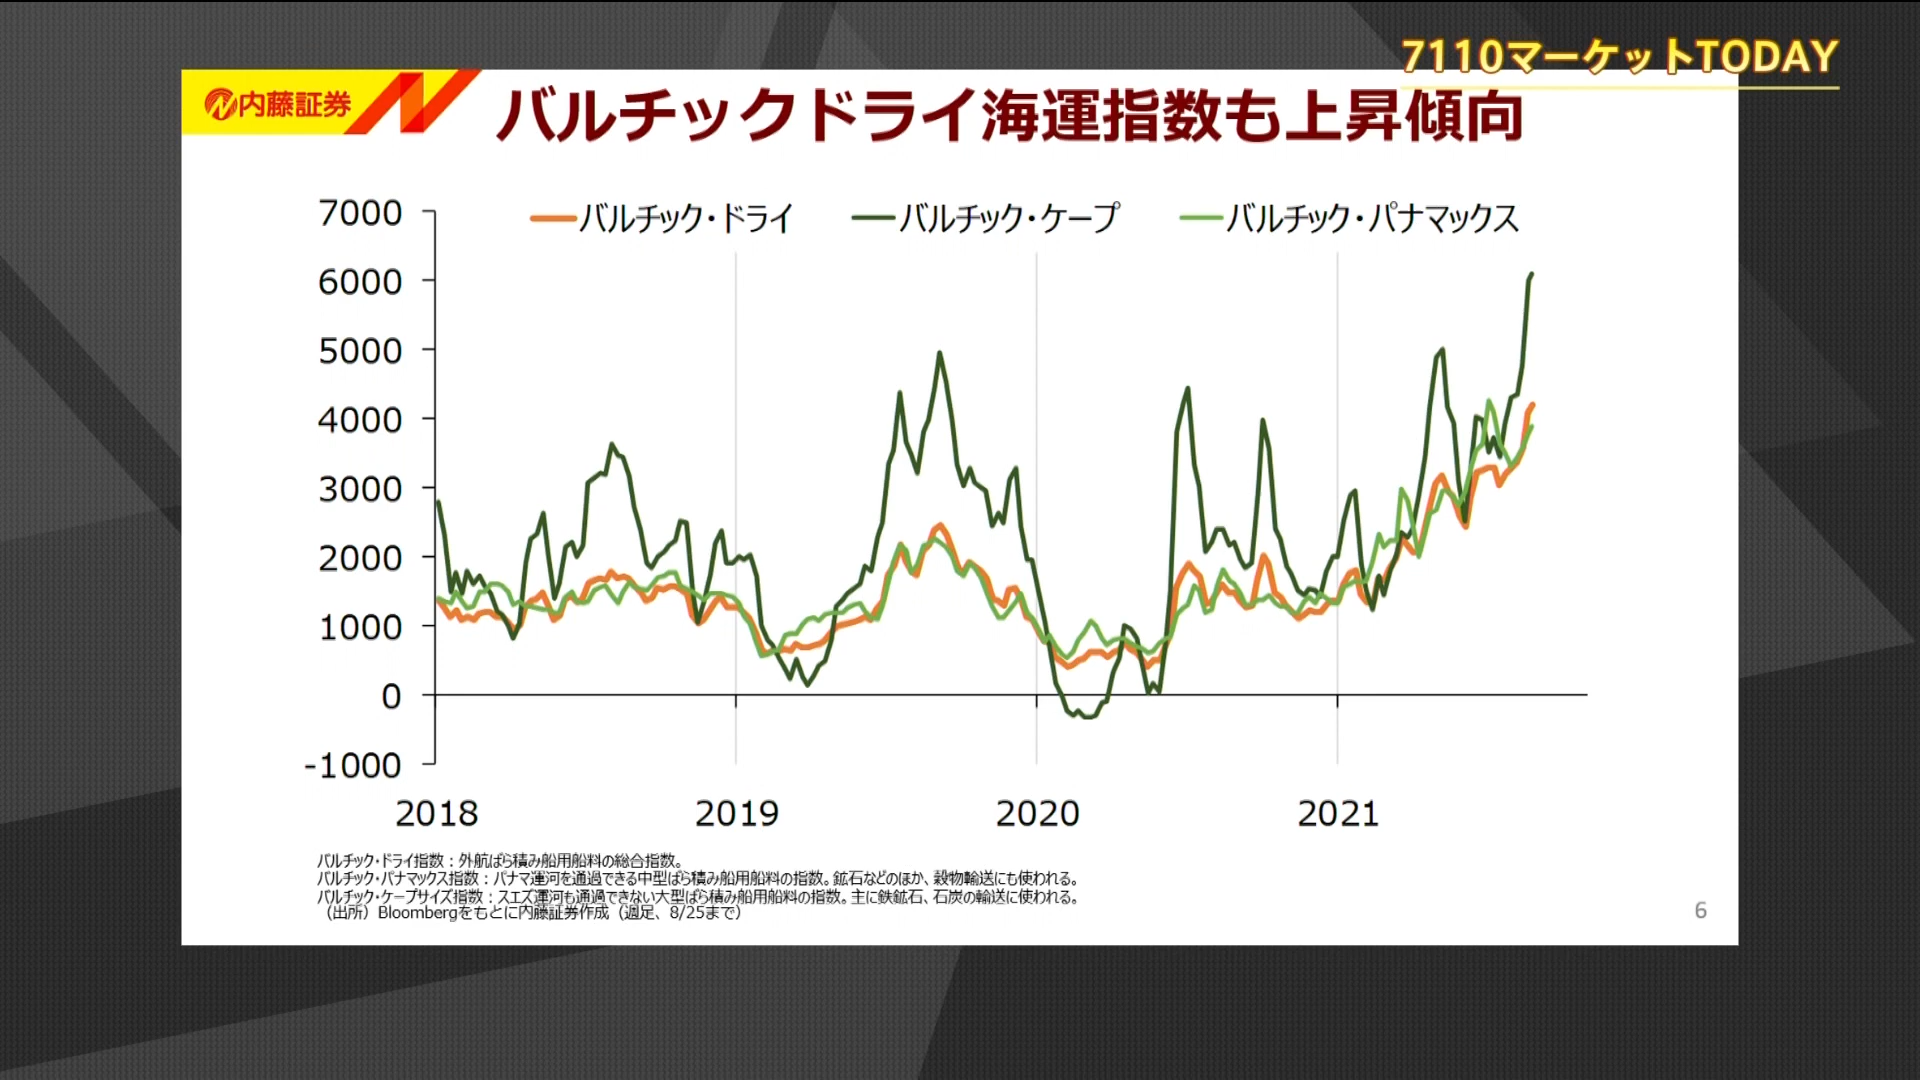 7110マーケットTODAY
内藤証券
バルチックドライ海運指数も上昇傾向
バルチック・ドライ
バルチック・ケープ
バルチック・パナマックス
7000
6000
5000
4000
3000
2000
1000
0
-1000
2018
2019
2020
2021
バルチック・ドライ指数：外航ばら積み船用船料の総合指数。
バルチック・パナマックス指数：パナマ運河を通過できる中型ばら積み船用船料の指数。鉱石などのほか、穀物輸送にも使われる。
バルチック・ケープサイズ指数：スエズ運河も通過できない大型ばら積み船用船料の指数。主に鉄鉱石、石炭の輸送に使われる。
（出所）Bloombergをもとに内藤証券作成（週足、8/25まで）
6